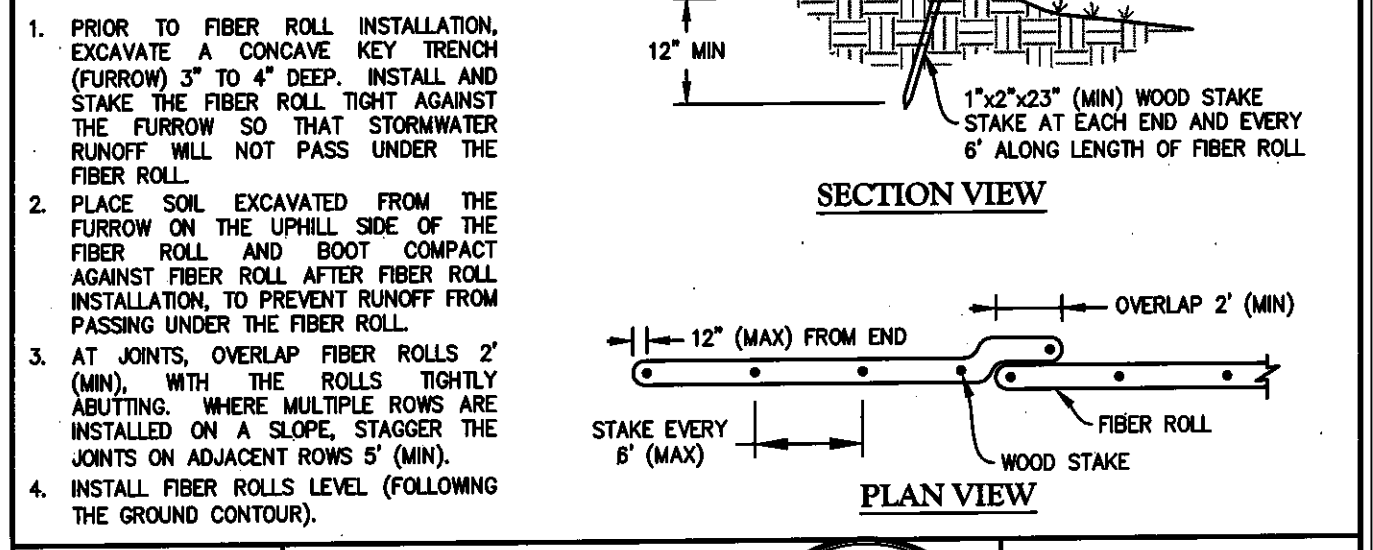 1. PRIOR TO FIBER ROLL INSTALLATION,
EXCAVATE A CONCAVE KEY TRENCH
(FURROW) 3" TO 4" DEEP. INSTALL AND
STAKE THE FIBER ROLL TIGHT AGAINST
THE FURROW SO THAT STORMWATER
RUNOFF WILL NOT PASS UNDER THE
FIBER ROLL.
2. PLACE SOIL EXCAVATED FROM THE
FURROW ON THE UPHILL SIDE OF THE
FIBER ROLL AND BOOT COMPACT
AGAINST FIBER ROLL AFTER FIBER ROLL
INSTALLATION, TO PREVENT RUNOFF FROM
PASSING UNDER THE FIBER ROLL.
3. AT JOINTS, OVERLAP FIBER ROLLS 2'
(MIN), WITH THE ROLLS TIGHTLY
ABUTTING. WHERE MULTIPLE ROWS ARE
INSTALLED ON A SLOPE, STAGGER THE
JOINTS ON ADJACENT ROWS 5' (MIN).
4. INSTALL FIBER ROLLS LEVEL (FOLLOWING
THE GROUND CONTOUR).
12" MIN
1"x2"x23" (MIN) WOOD STAKE
STAKE AT EACH END AND EVERY
6' ALONG LENGTH OF FIBER ROLL
SECTION VIEW
OVERLAP 2' (MIN)
12" (MAX) FROM END
STAKE EVERY
6' (MAX)
FIBER ROLL
WOOD STAKE
PLAN VIEW